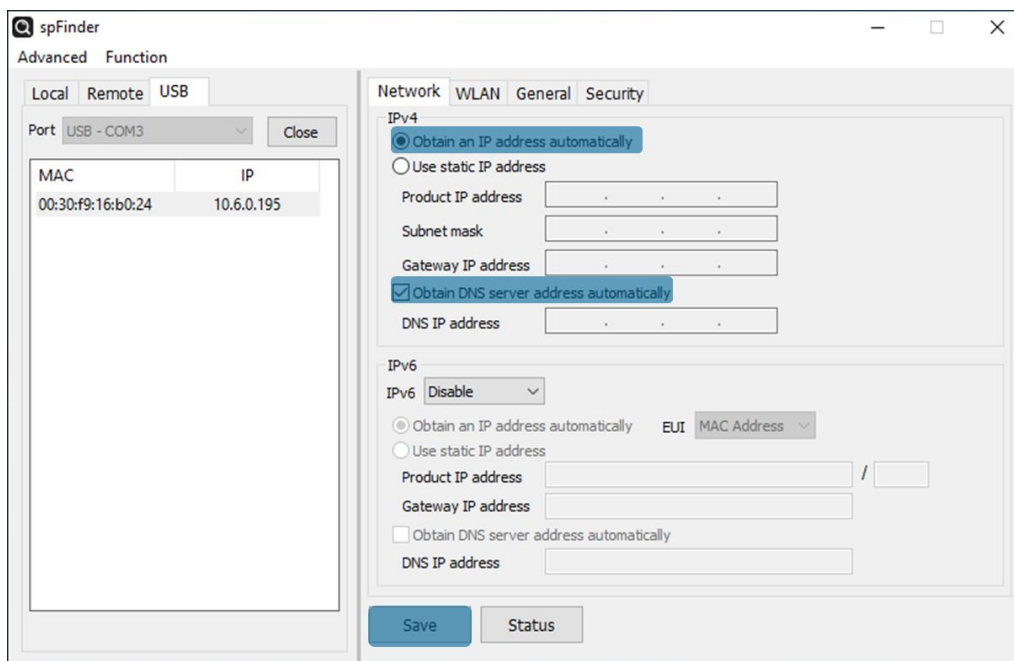 spFinder
Advanced Function
Local Remote USB
Port USB - COM3 Close
MAC IP
00:30:f9:16:b0:24 10.6.0.195
Network WLAN General Security
IPv4
Obtain an IP address automatically
Use static IP address
Product IP address . . .
Subnet mask . . .
Gateway IP address . . .
Obtain DNS server address automatically
DNS IP address . . .
IPv6
IPv6 Disable
Obtain an IP address automatically EUI MAC Address
Use static IP address
Product IP address /
Gateway IP address
Obtain DNS server address automatically
DNS IP address
Save Status